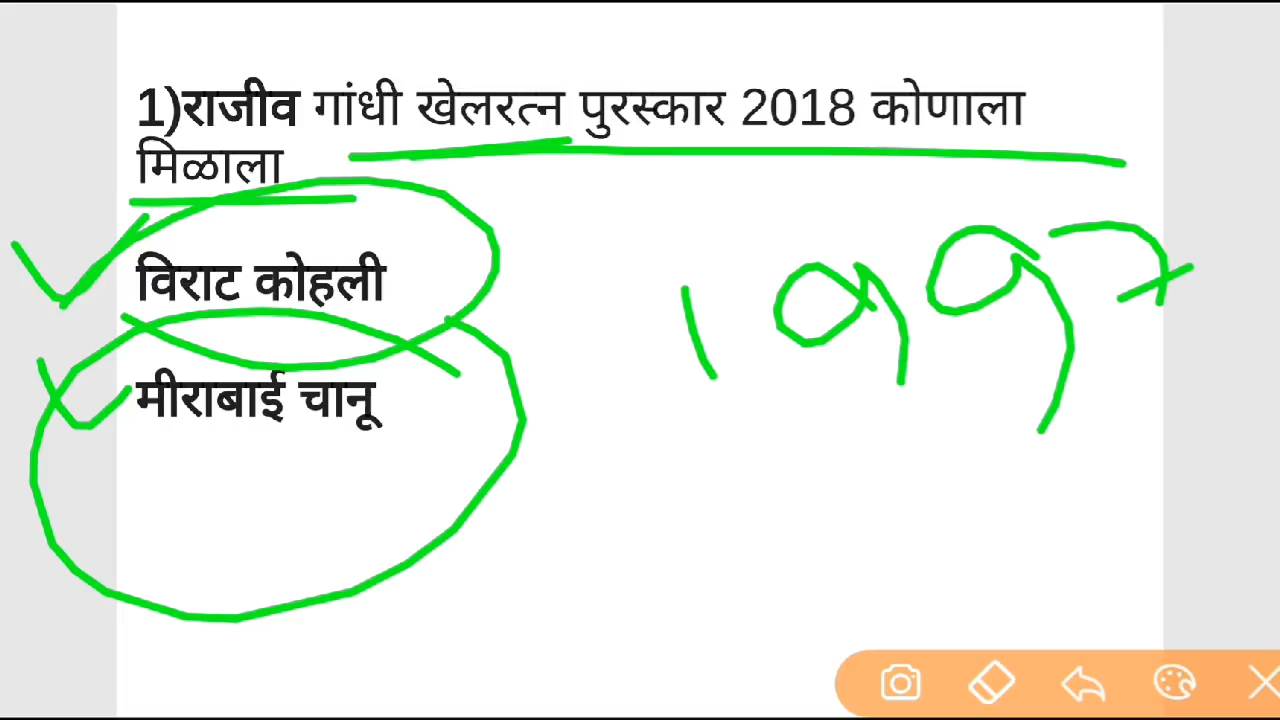 1)राजीव गांधी खेलरत्न पुरस्कार 2018 कोणाला
मिळाला
विराट कोहली
मीराबाई चानू
1997